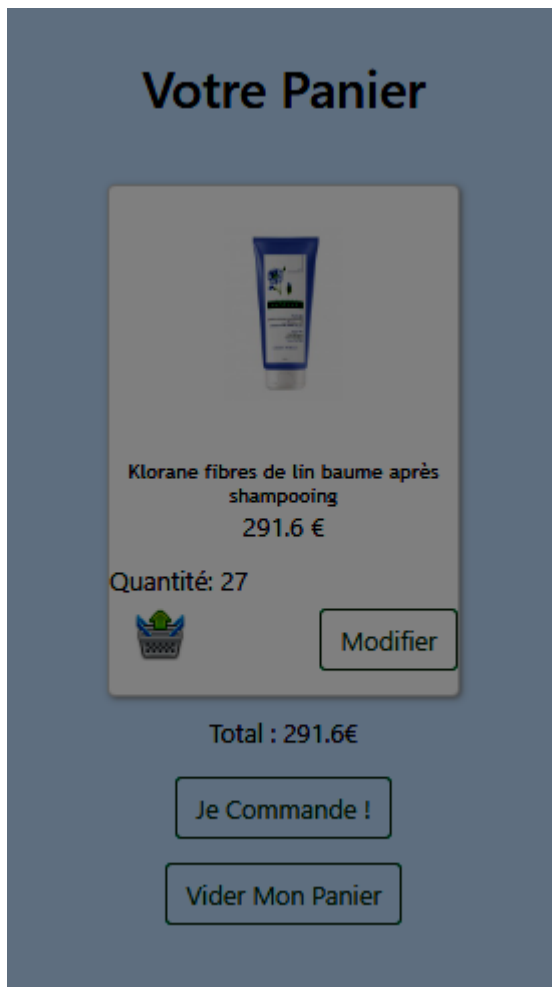 Votre Panier
Klorane fibres de lin baume après
shampooing
291.6 €
Quantité: 27
Modifier
Total : 291.6€
Je Commande !
Vider Mon Panier